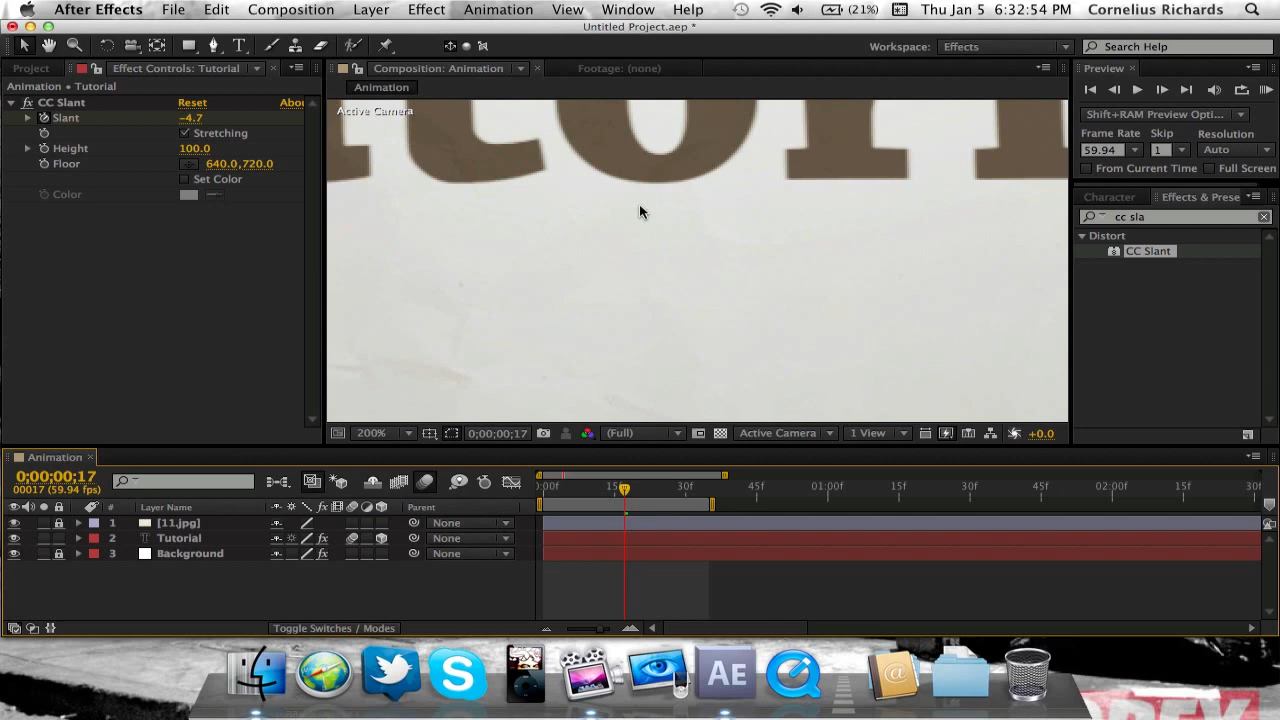 After Effects File Edit Composition Layer Effect Animation View Window Help (21%) Thu Jan 5 6:32:54 PM Cornelius Richards
Untitled Project.aep *
Workspace: Effects Search Help
Project Effect Controls: Tutorial Composition: Animation Footage: (none) Preview
Animation • Tutorial Animation
fx CC Slant Reset Abou
Slant -4.7
Stretching
Height 100.0
Floor 640.0,720.0
Set Color
Color
Active Camera
Shift+RAM Preview Opti...
Frame Rate Skip Resolution
59.94 1 Auto
From Current Time Full Screen
Character Effects & Prese
cc sla
Distort
CC Slant
200% 0;00;00;17 (Full) Active Camera 1 View +0.0
Animation
0;00;00;17
00017 (59.94 fps)
:00f 15f 30f 45f 01:00f 15f 30f 45f 02:00f 15f 30f
# Layer Name Parent
1 [11.jpg] None
2 T Tutorial fx None
3 Background fx None
Toggle Switches / Modes
AE